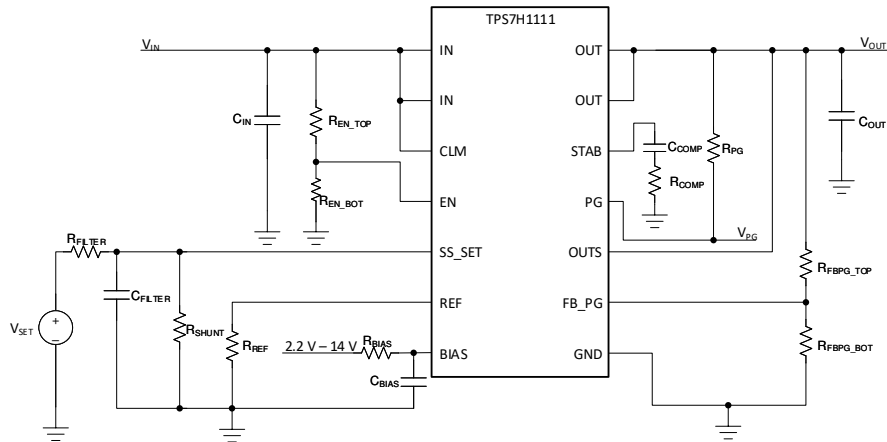 TPS7H1111
VIN
IN
OUT
VOUT
IN
OUT
CIN
REN_TOP
CLM
STAB
CCOMP
RPG
COUT
REN_BOT
EN
PG
RCOMP
VPG
RFILTER
SS_SET
OUTS
RFBPG_TOP
CFILTER
REF
FB_PG
VSET
+
−
RSHUNT
RREF
2.2 V – 14 V
RBIAS
BIAS
GND
RFBPG_BOT
CBIAS